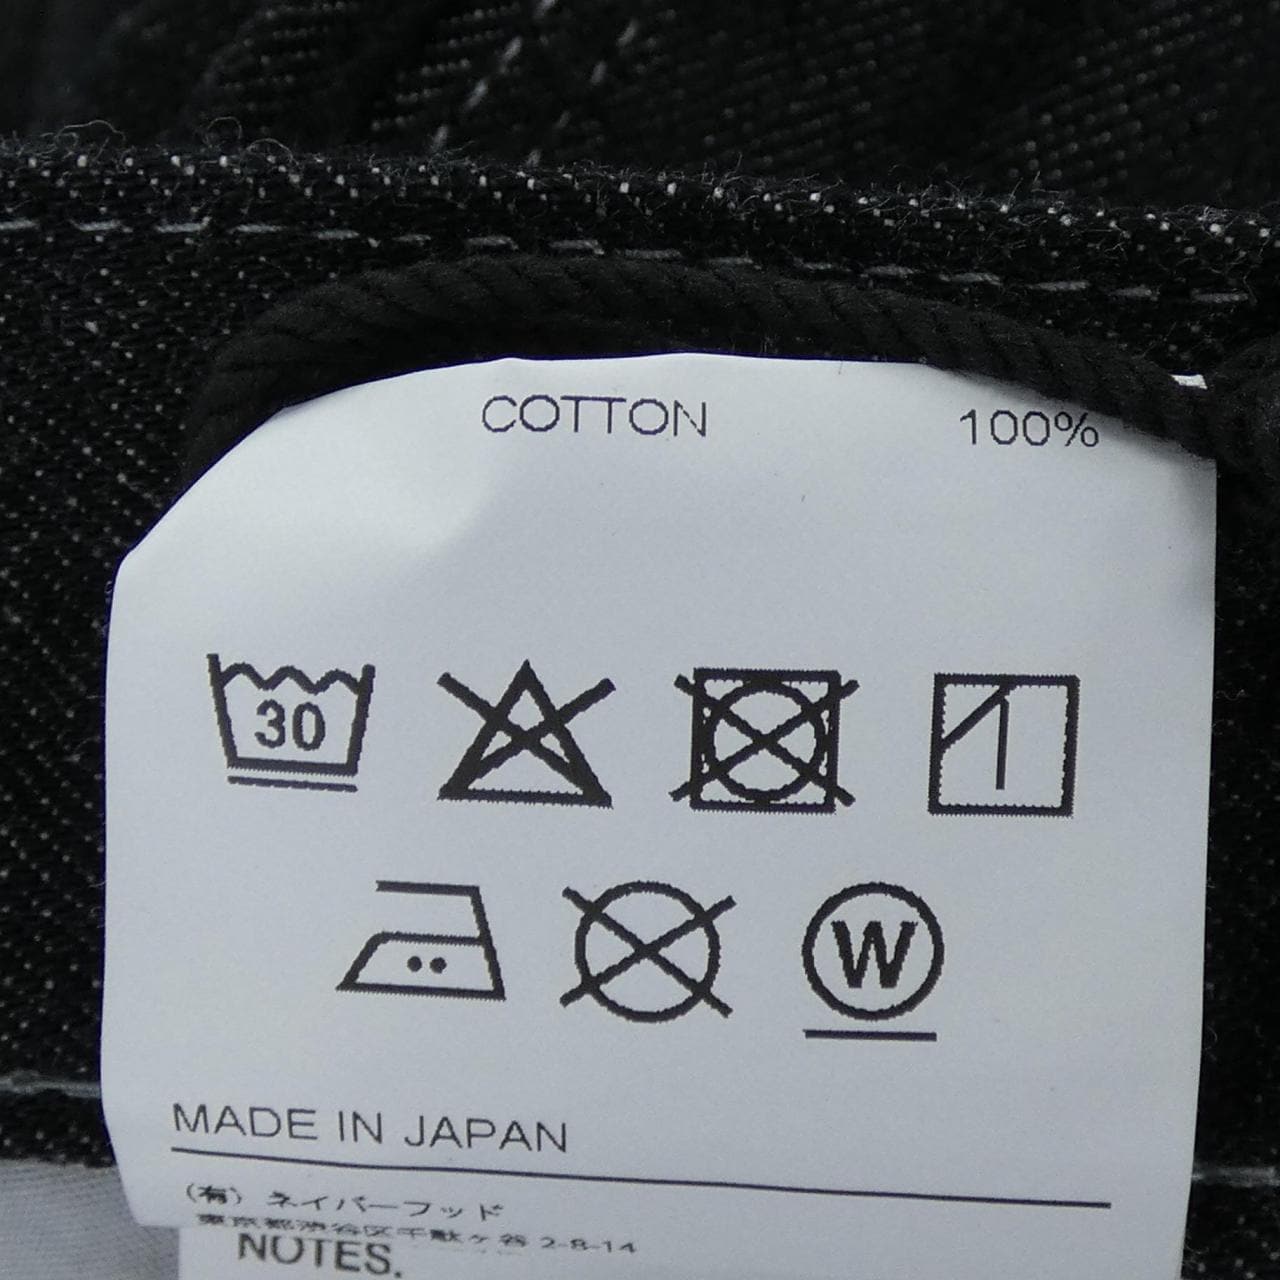 COTTON 100%
30
W
MADE IN JAPAN
(有) ネイバーフッド
東京都渋谷区千駄ヶ谷 2-8-14
NOTES.